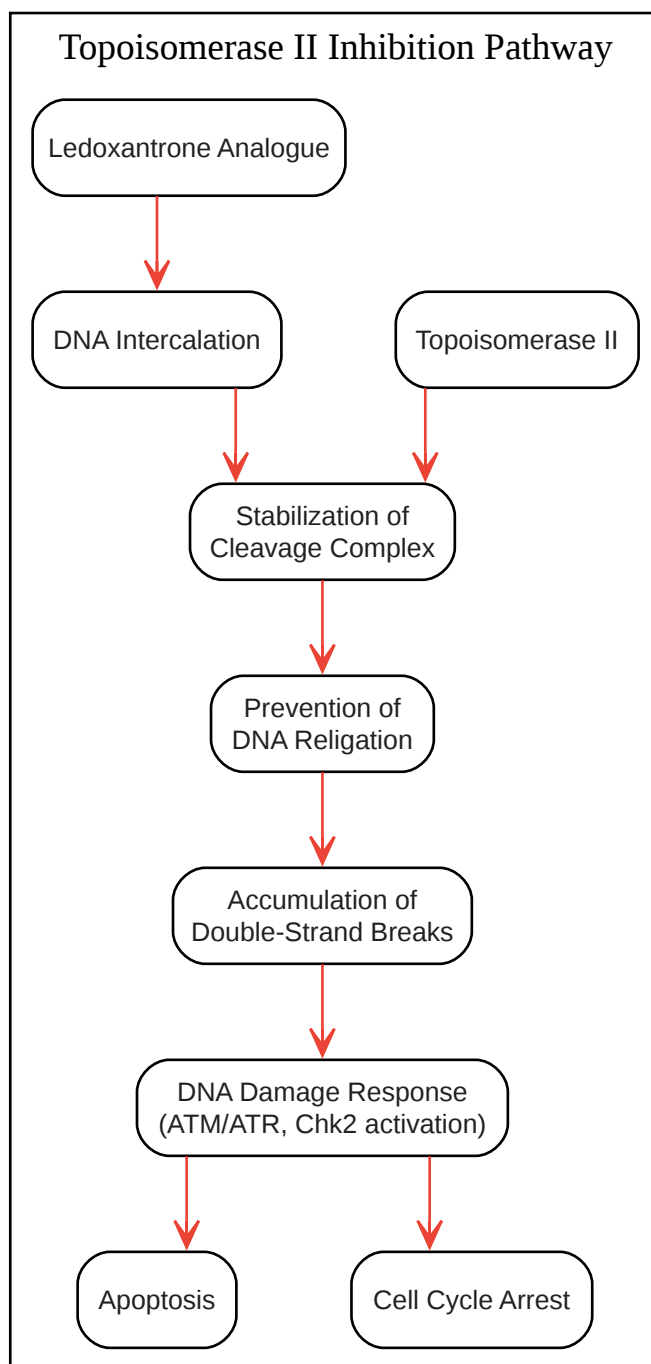 Topoisomerase II Inhibition Pathway
Ledoxantrone Analogue
DNA Intercalation
Topoisomerase II
Stabilization of
Cleavage Complex
Prevention of
DNA Religation
Accumulation of
Double-Strand Breaks
DNA Damage Response
(ATM/ATR, Chk2 activation)
Apoptosis
Cell Cycle Arrest